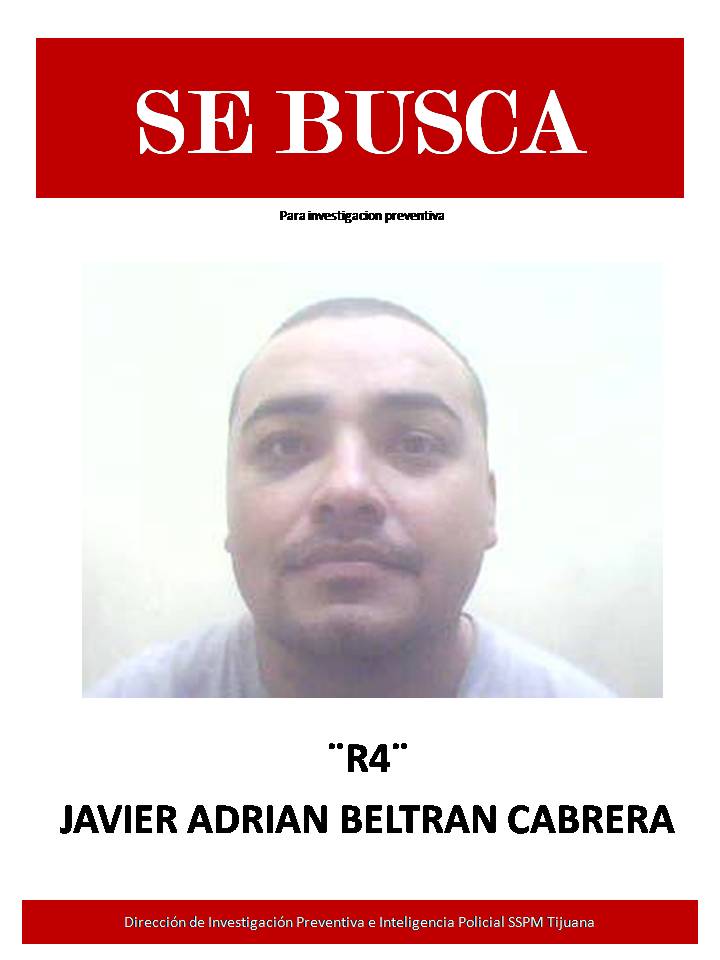 SE BUSCA
Para investigacion preventiva
¨R4¨
JAVIER ADRIAN BELTRAN CABRERA
Dirección de Investigación Preventiva e Inteligencia Policial SSPM Tijuana